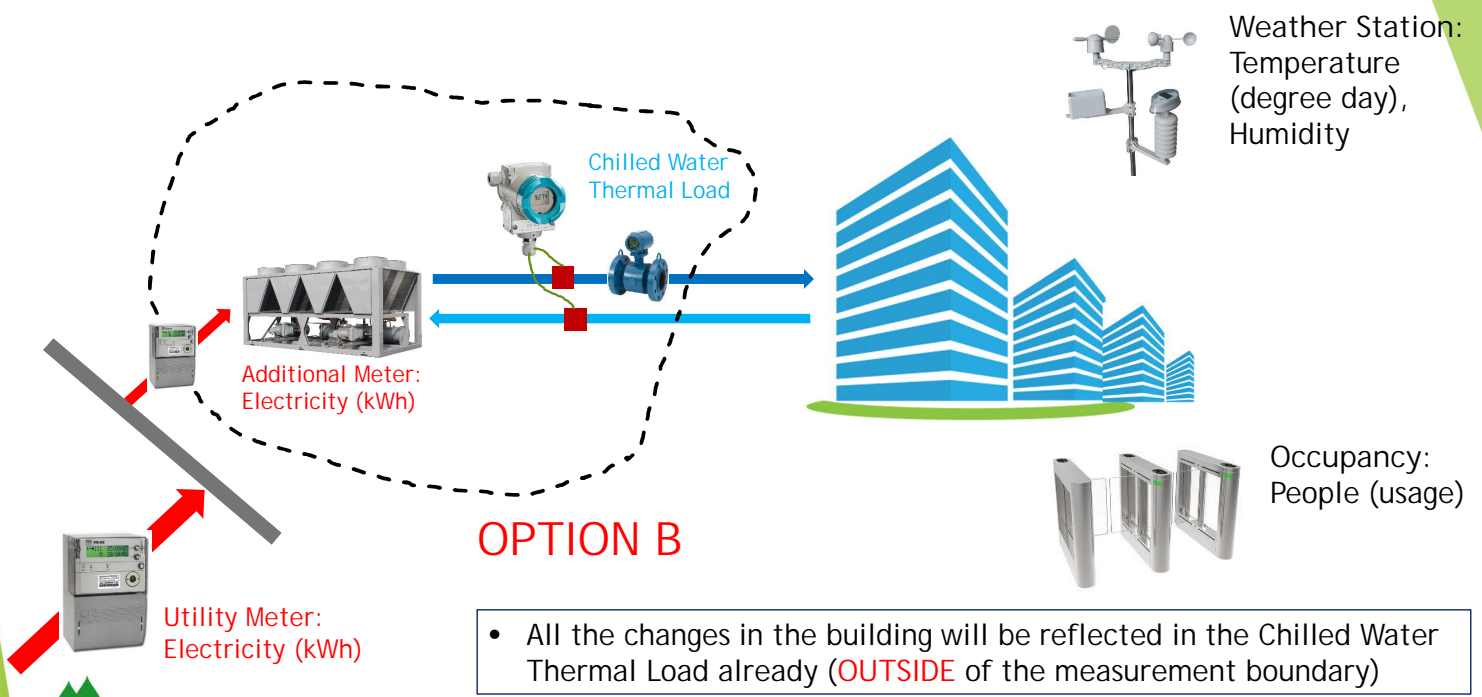 Weather Station:
Temperature
(degree day),
Humidity
Chilled Water
Thermal Load
Additional Meter:
Electricity (kWh)
Occupancy:
People (usage)
OPTION B
Utility Meter:
Electricity (kWh)
• All the changes in the building will be reflected in the Chilled Water
Thermal Load already (OUTSIDE of the measurement boundary)